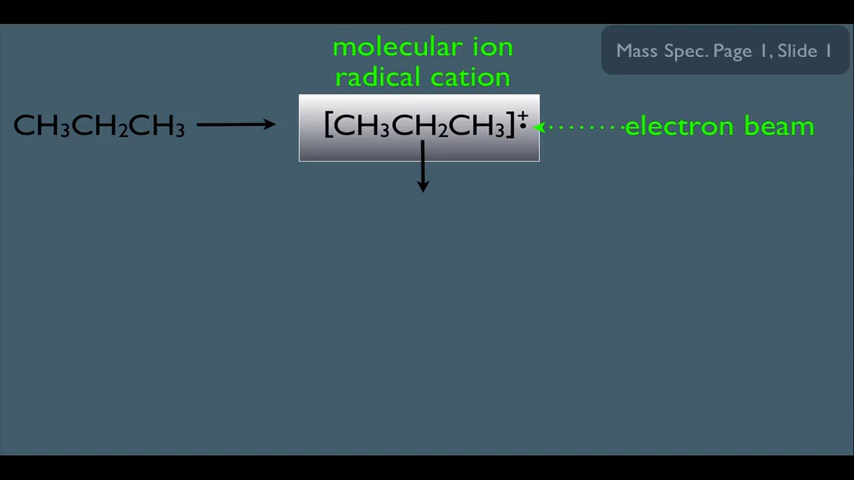 molecular ion
radical cation
Mass Spec. Page 1, Slide 1
CH₃CH₂CH₃
[CH₃CH₂CH₃]⁺•
electron beam